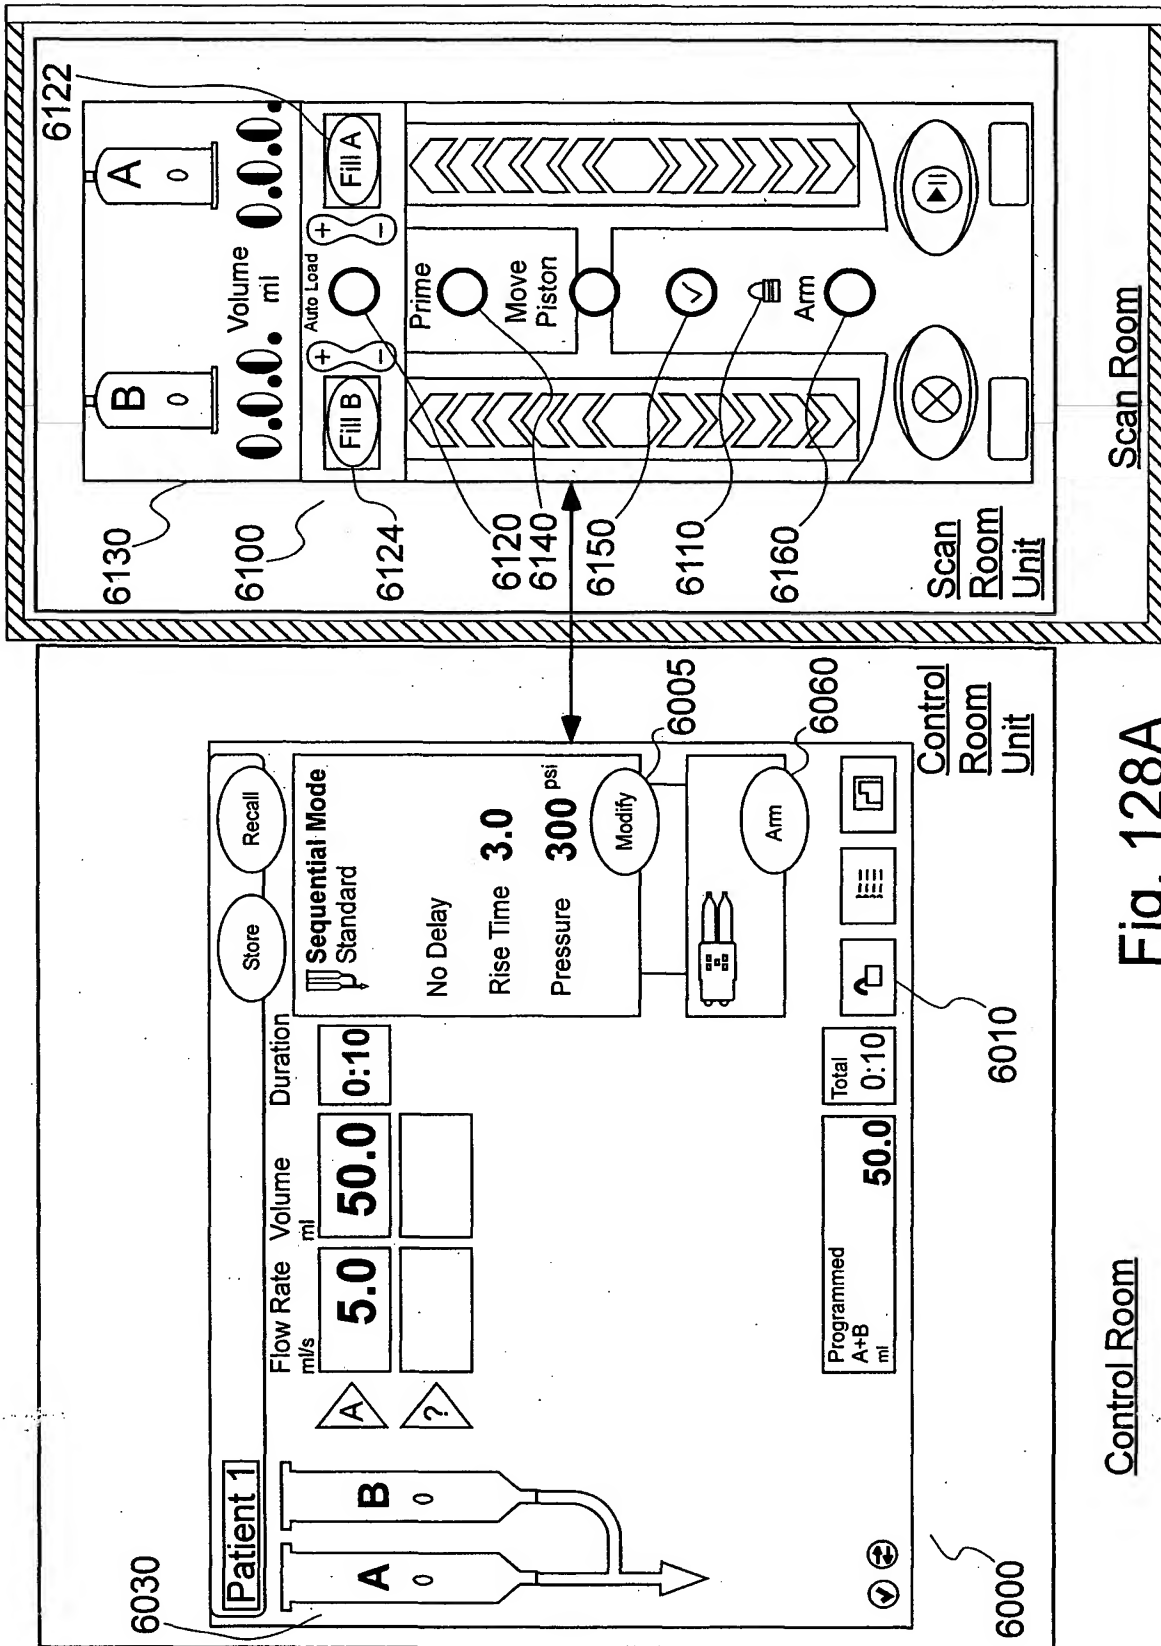 6030
Patient 1
Store
Recall
A
0
B
0
Flow Rate
ml/s
Volume
ml
Duration
A
5.0
50.0
0:10
?
Sequential Mode
Standard
No Delay
Rise Time 3.0
Pressure 300 psi
Modify
6005
Arm
6060
Programmed
A+B
ml
50.0
Total
0:10
6010
6000
Control
Room
Unit
Control Room
6130
6100
6124
6120
6140
6150
6110
6160
6122
B
0
A
0
0.0.0.
Volume
ml
0.0.0.
Fill B
+
-
Auto Load
+
-
Fill A
Prime
Move
Piston
Arm
Scan
Room
Unit
Scan Room
Fig. 128A